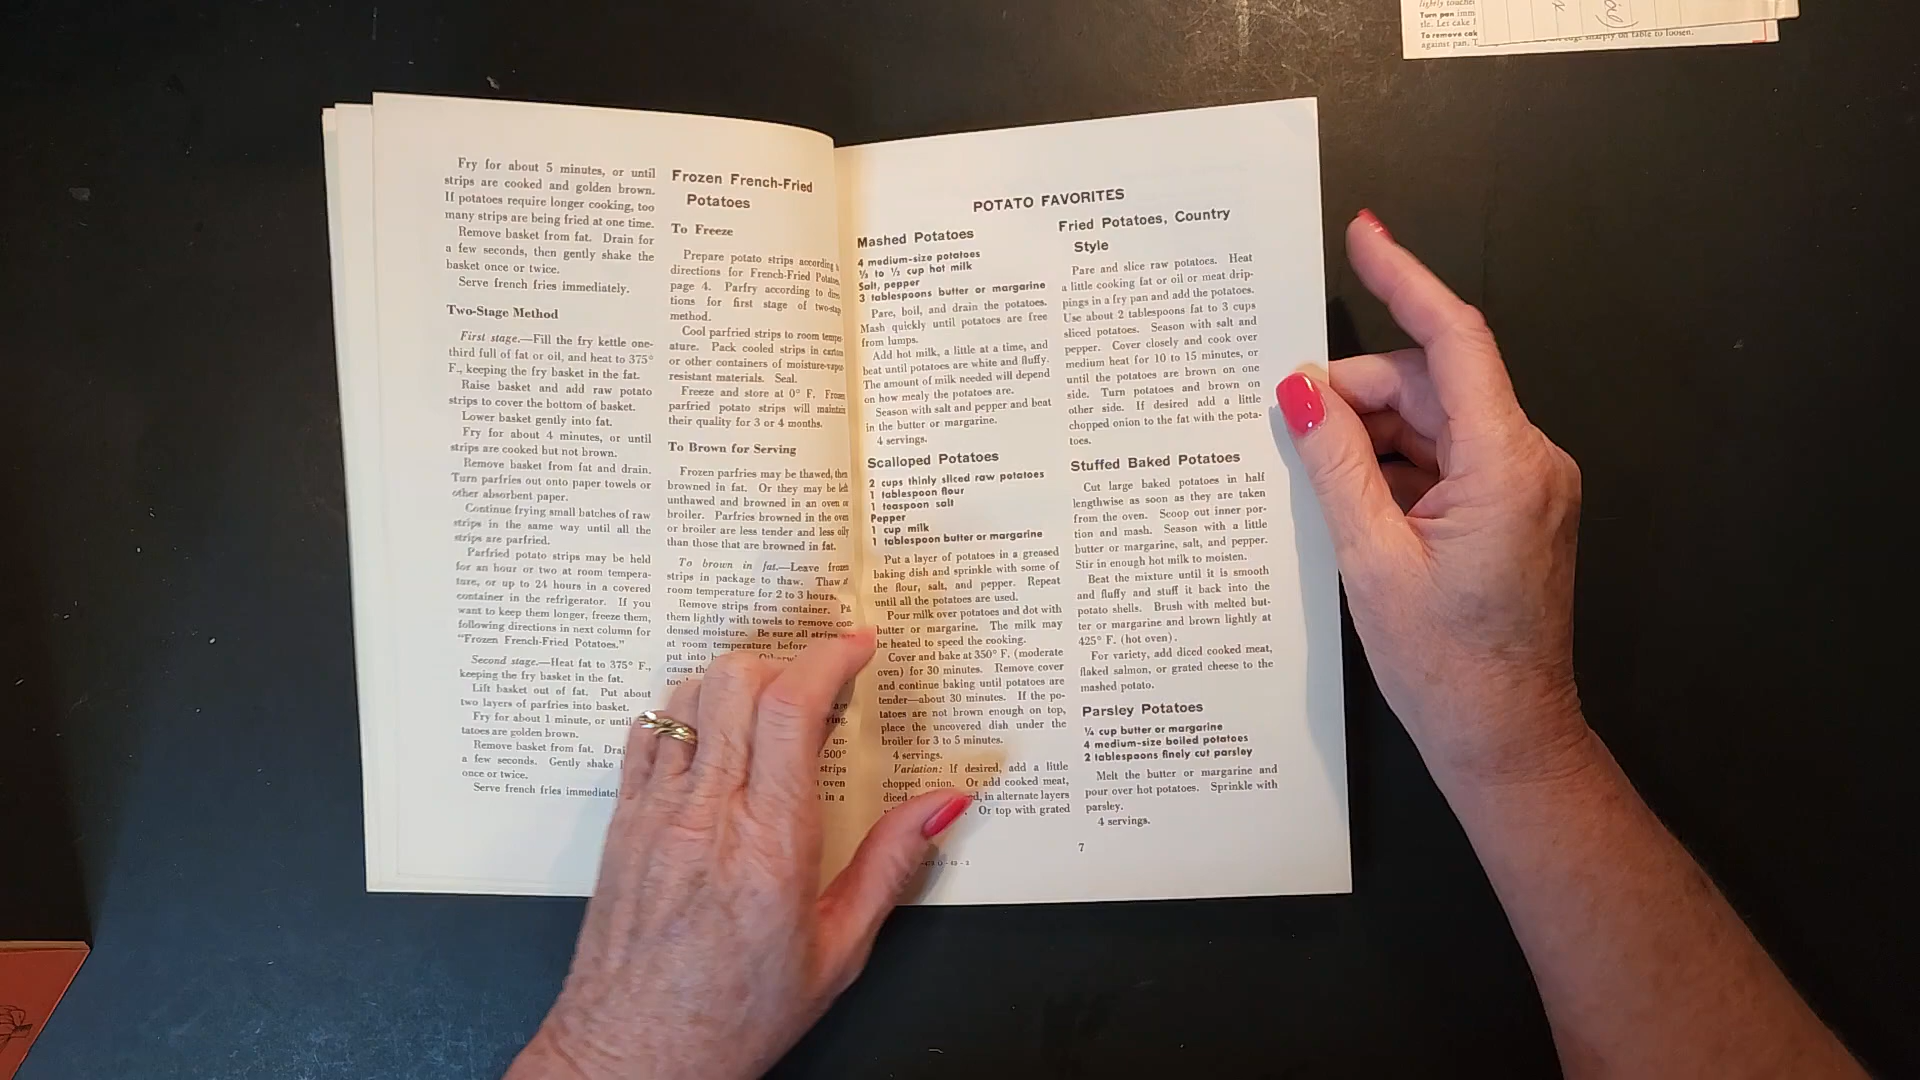 Fry for about 5 minutes, or until
strips are cooked and golden brown.
If potatoes require longer cooking, too
many strips are being fried at one time.
Remove basket from fat. Drain for
a few seconds, then gently shake the
basket once or twice.
Serve french fries immediately.
Two-Stage Method
First stage.—Fill the fry kettle one-
third full of fat or oil, and heat to 375°
F., keeping the fry basket in the fat.
Raise basket and add raw potato
strips to cover the bottom of basket.
Lower basket gently into fat.
Fry for about 4 minutes, or until
strips are cooked but not brown.
Remove basket from fat and drain.
Turn parfries out onto paper towels or
other absorbent paper.
Continue frying small batches of raw
strips in the same way until all the
strips are parfried.
Parfried potato strips may be held
for an hour or two at room tempera-
ture, or up to 24 hours in a covered
container in the refrigerator. If you
want to keep them longer, freeze them,
following directions in next column for
"Frozen French-Fried Potatoes."
Second stage.—Heat fat to 375° F.,
keeping the fry basket in the fat.
Lift basket out of fat. Put about
two layers of parfries into basket.
Fry for about 1 minute, or until
tatoes are golden brown.
Remove basket from fat.
a few seconds. Gently shake
once or twice.
Serve french fries
Frozen French-Fried
Potatoes
To Freeze
Prepare potato strips according
directions for French-Fried
page 4. Parfry according to
tions for first stage of
method.
Cool parfried strips to room
ature. Pack cooled strips in
or other containers of
resistant materials. Seal.
Freeze and store at 0° F.
parfried potato strips will maintain
their quality for 3 or 4 months.
To Brown for Serving
Frozen parfries may be thawed, then
browned in fat. Or they may be left
unthawed and browned in an oven or
broiler. Parfries browned in the oven
or broiler are less tender and less oily
than those that are browned in fat.
To brown in fat.—Leave frozen
strips in package to thaw. Thaw
room temperature for 2 to 3 hours.
Remove strips from container.
them lightly with towels to remove con-
densed moisture. Be sure all strips
at room temperature before
put into
cause
too
un-
500°
strips
oven
in a
POTATO FAVORITES
Mashed Potatoes
4 medium-size potatoes
⅓ to ½ cup hot milk
Salt, pepper
3 tablespoons butter or margarine
Pare, boil, and drain the potatoes.
Mash quickly until potatoes are free
from lumps.
Add hot milk, a little at a time, and
beat until potatoes are white and fluffy.
The amount of milk needed will depend
on how mealy the potatoes are.
Season with salt and pepper and beat
in the butter or margarine.
4 servings.
Scalloped Potatoes
2 cups thinly sliced raw potatoes
1 tablespoon flour
1 teaspoon salt
Pepper
1 cup milk
1 tablespoon butter or margarine
Put a layer of potatoes in a greased
baking dish and sprinkle with some of
the flour, salt, and pepper. Repeat
until all the potatoes are used.
Pour milk over potatoes and dot with
butter or margarine. The milk may
be heated to speed the cooking.
Cover and bake at 350° F. (moderate
oven) for 30 minutes. Remove cover
and continue baking until potatoes are
tender—about 30 minutes. If the po-
tatoes are not brown enough on top,
place the uncovered dish under the
broiler for 3 to 5 minutes.
4 servings.
Variation: If desired, add a little
chopped onion. Or add cooked meat,
diced in alternate layers
Or top with grated
Fried Potatoes, Country
Style
Pare and slice raw potatoes. Heat
a little cooking fat or oil or meat drip-
pings in a fry pan and add the potatoes.
Use about 2 tablespoons fat to 3 cups
sliced potatoes. Season with salt and
pepper. Cover closely and cook over
medium heat for 10 to 15 minutes, or
until the potatoes are brown on one
side. Turn potatoes and brown on
other side. If desired add a little
chopped onion to the fat with the pota-
toes.
Stuffed Baked Potatoes
Cut large baked potatoes in half
lengthwise as soon as they are taken
from the oven. Scoop out inner por-
tion and mash. Season with a little
butter or margarine, salt, and pepper.
Stir in enough hot milk to moisten.
Beat the mixture until it is smooth
and fluffy and stuff it back into the
potato shells. Brush with melted but-
ter or margarine and brown lightly at
425° F. (hot oven).
For variety, add diced cooked meat,
flaked salmon, or grated cheese to the
mashed potato.
Parsley Potatoes
¼ cup butter or margarine
4 medium-size boiled potatoes
2 tablespoons finely cut parsley
Melt the butter or margarine and
pour over hot potatoes. Sprinkle with
parsley.
4 servings.
7
lightly
Turn pan imm
tle. Let cake
To remove cak
against pan.
sharply on table to loosen.